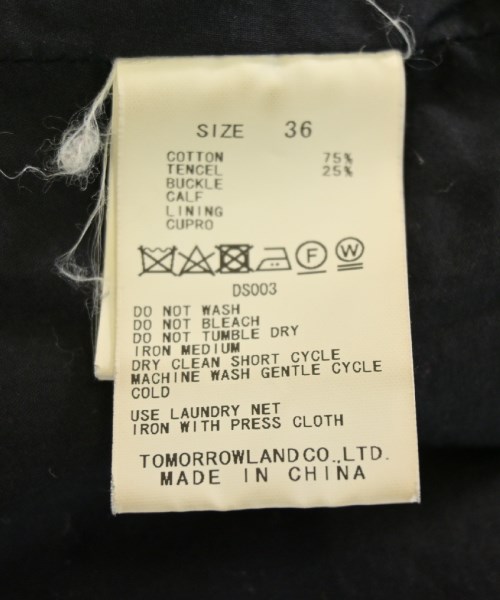 SIZE 36
COTTON 75%
TENCEL 25%
BUCKLE
CALF
LINING
CUPRO
F W
DS003
DO NOT WASH
DO NOT BLEACH
DO NOT TUMBLE DRY
IRON MEDIUM
DRY CLEAN SHORT CYCLE
MACHINE WASH GENTLE CYCLE
COLD
USE LAUNDRY NET
IRON WITH PRESS CLOTH
TOMORROWLAND CO.,LTD.
MADE IN CHINA